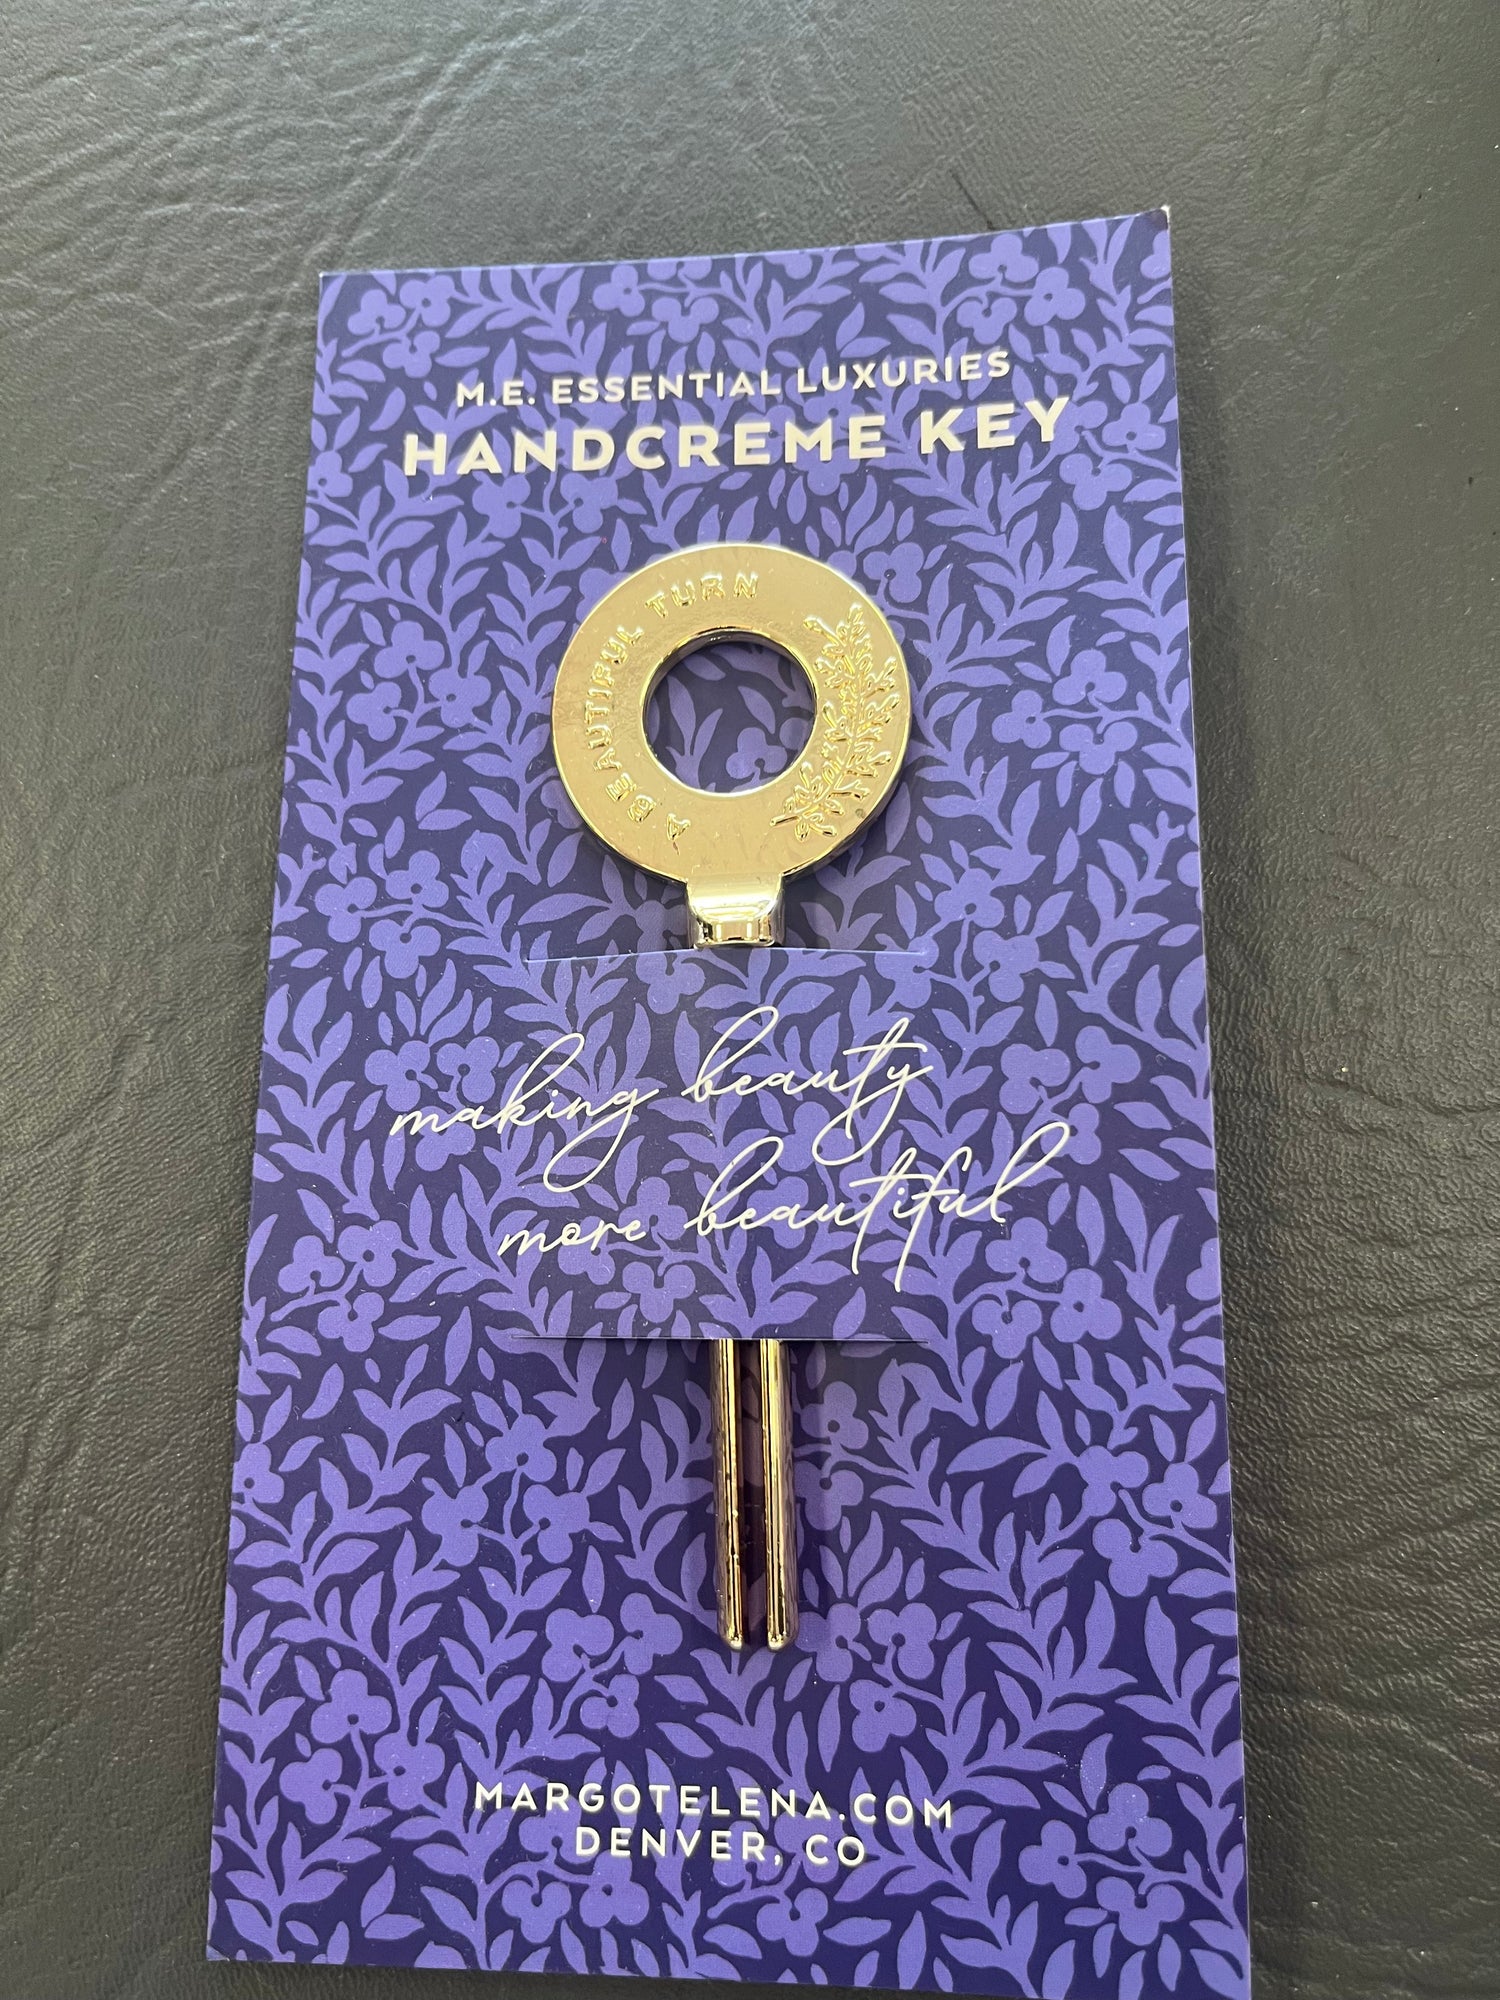 M.E. ESSENTIAL LUXURIES
HANDCREME KEY
A BEAUTIFUL TURN
making beauty
more beautiful
MARGOTELENA.COM
DENVER, CO